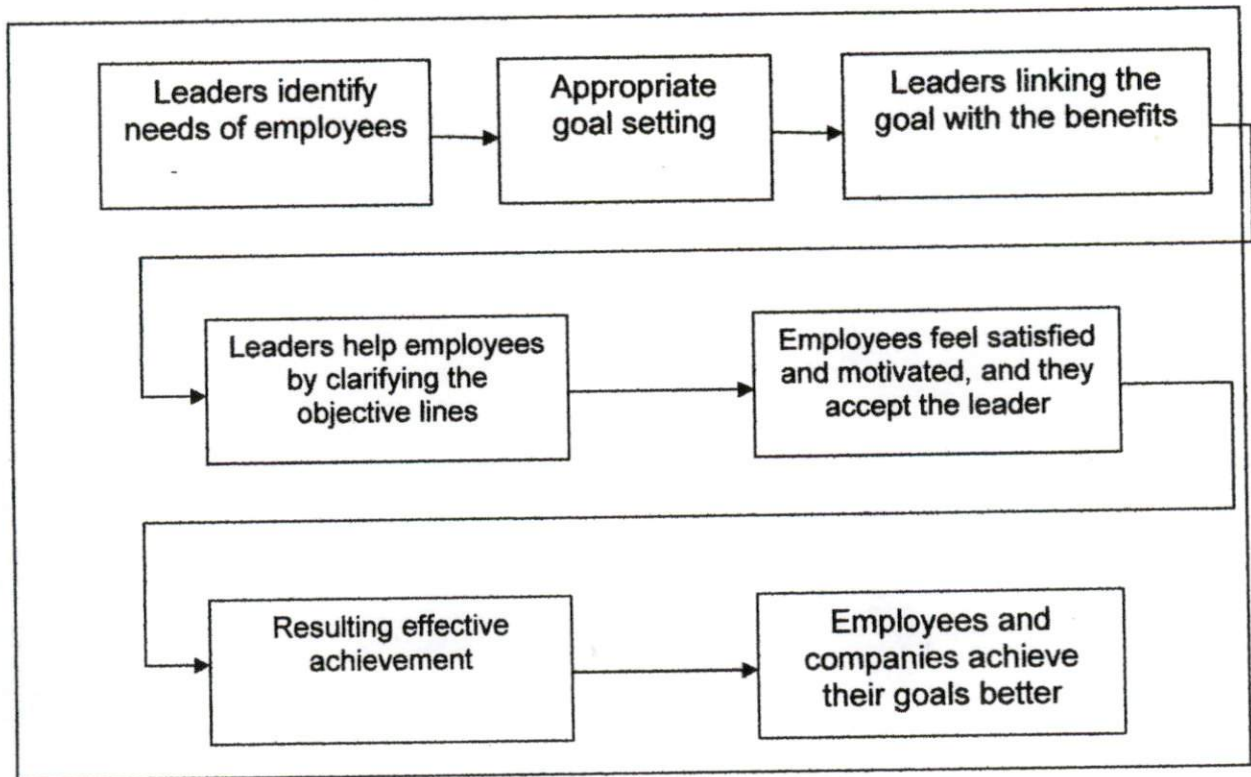 Leaders identify
needs of employees
Appropriate
goal setting
Leaders linking the
goal with the benefits
Leaders help employees
by clarifying the
objective lines
Employees feel satisfied
and motivated, and they
accept the leader
Resulting effective
achievement
Employees and
companies achieve
their goals better